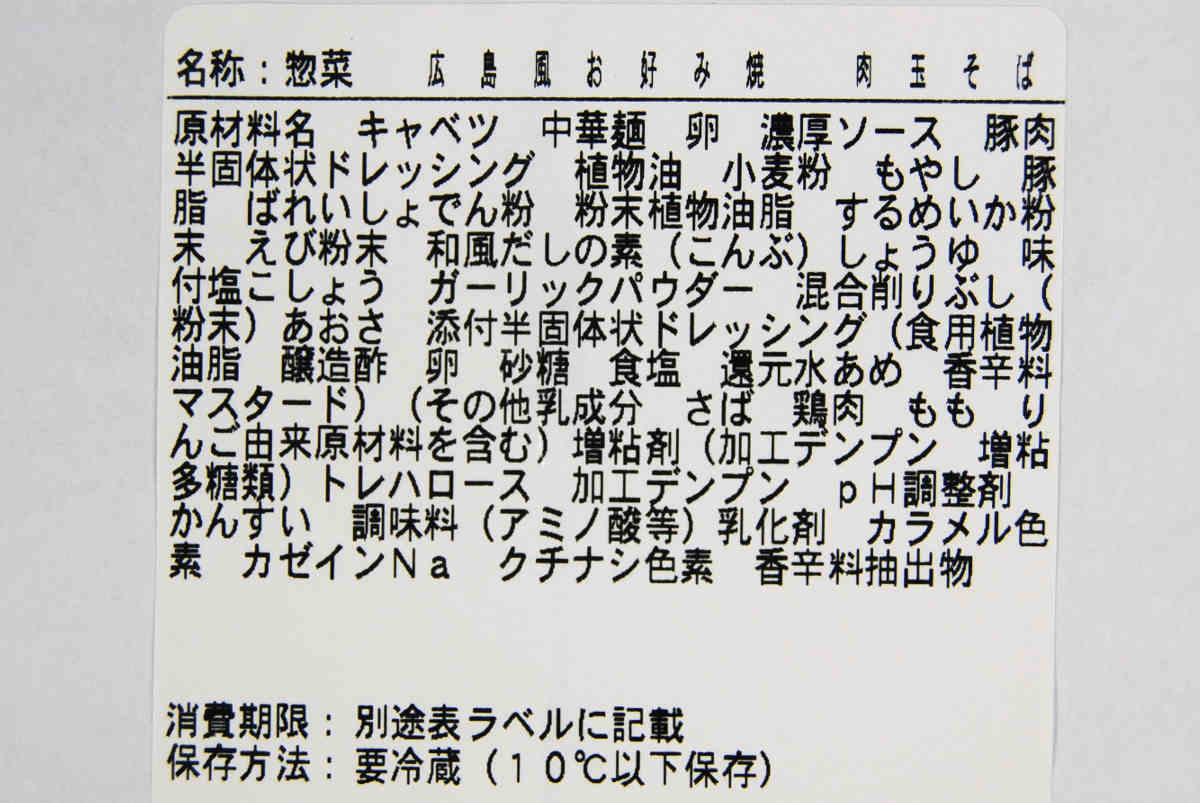 名称：惣菜　広島風お好み焼　肉玉そば
原材料名　キャベツ　中華麺　卵　濃厚ソース　豚肉
半固体状ドレッシング　植物油　小麦粉　もやし　豚
脂　ばれいしょでん粉　粉末植物油脂　するめいか粉
末　えび粉末　和風だしの素（こんぶ）しょうゆ　味
付塩こしょう　ガーリックパウダー　混合削りぶし（
粉末）あおさ　添付半固体状ドレッシング（食用植物
油脂　醸造酢　卵　砂糖　食塩　還元水あめ　香辛料
マスタード）（その他乳成分　さば　鶏肉　もも　り
んご由来原材料を含む）増粘剤（加工デンプン　増粘
多糖類）トレハロース　加工デンプン　ｐＨ調整剤
かんすい　調味料（アミノ酸等）乳化剤　カラメル色
素　カゼインＮａ　クチナシ色素　香辛料抽出物
消費期限：別途表ラベルに記載
保存方法：要冷蔵（１０℃以下保存）